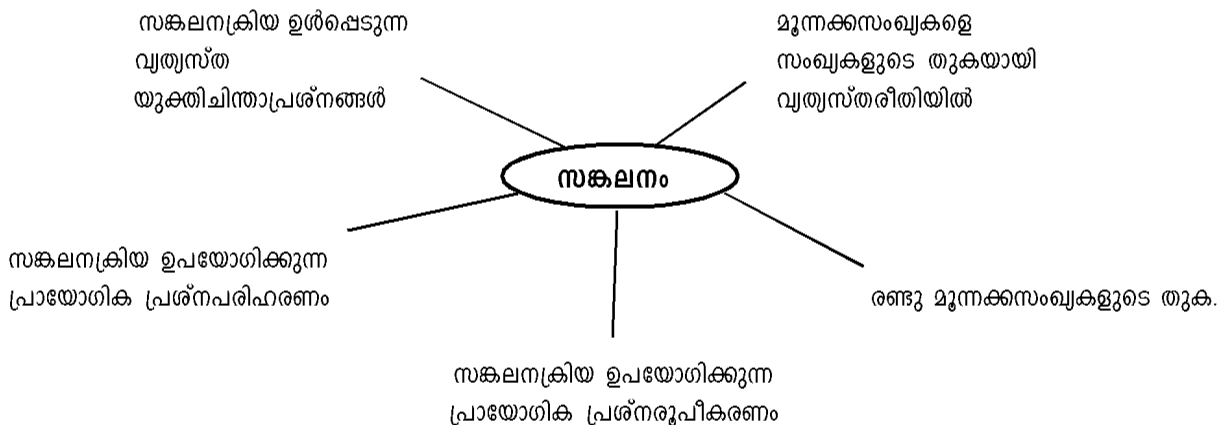 സങ്കലനക്രിയ ഉൾപ്പെടുന്ന
വ്യത്യസ്ത
യുക്തിചിന്താപ്രശ്നങ്ങൾ
മൂന്നക്കസംഖ്യകളെ
സംഖ്യകളുടെ തുകയായി
വ്യത്യസ്തരീതിയിൽ
സങ്കലനം
സങ്കലനക്രിയ ഉപയോഗിക്കുന്ന
പ്രായോഗിക പ്രശ്നപരിഹരണം
രണ്ടു മൂന്നക്കസംഖ്യകളുടെ തുക.
സങ്കലനക്രിയ ഉപയോഗിക്കുന്ന
പ്രായോഗിക പ്രശ്നരൂപീകരണം